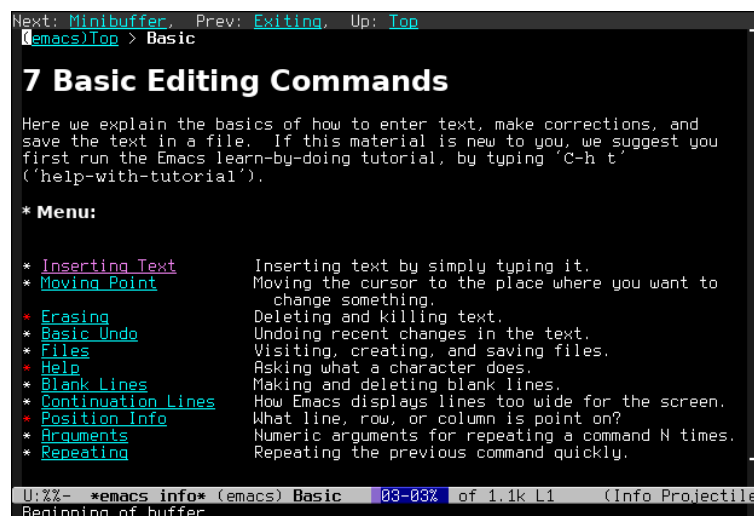 Next: Minibuffer,  Prev: Exiting,  Up: Top
(emacs)Top > Basic
7 Basic Editing Commands
Here we explain the basics of how to enter text, make corrections, and
save the text in a file.  If this material is new to you, we suggest you
first run the Emacs learn-by-doing tutorial, by typing ‘C-h t’
(‘help-with-tutorial’).
* Menu:
* Inserting Text          Inserting text by simply typing it.
* Moving Point            Moving the cursor to the place where you want to
change something.
* Erasing                 Deleting and killing text.
* Basic Undo              Undoing recent changes in the text.
* Files                   Visiting, creating, and saving files.
* Help                    Asking what a character does.
* Blank Lines             Making and deleting blank lines.
* Continuation Lines      How Emacs displays lines too wide for the screen.
* Position Info           What line, row, or column is point on?
* Arguments               Numeric arguments for repeating a command N times.
* Repeating               Repeating the previous command quickly.
U:%%-  *emacs info* (emacs) Basic   03-03%  of 1.1k L1     (Info Projectile
Beginning of buffer